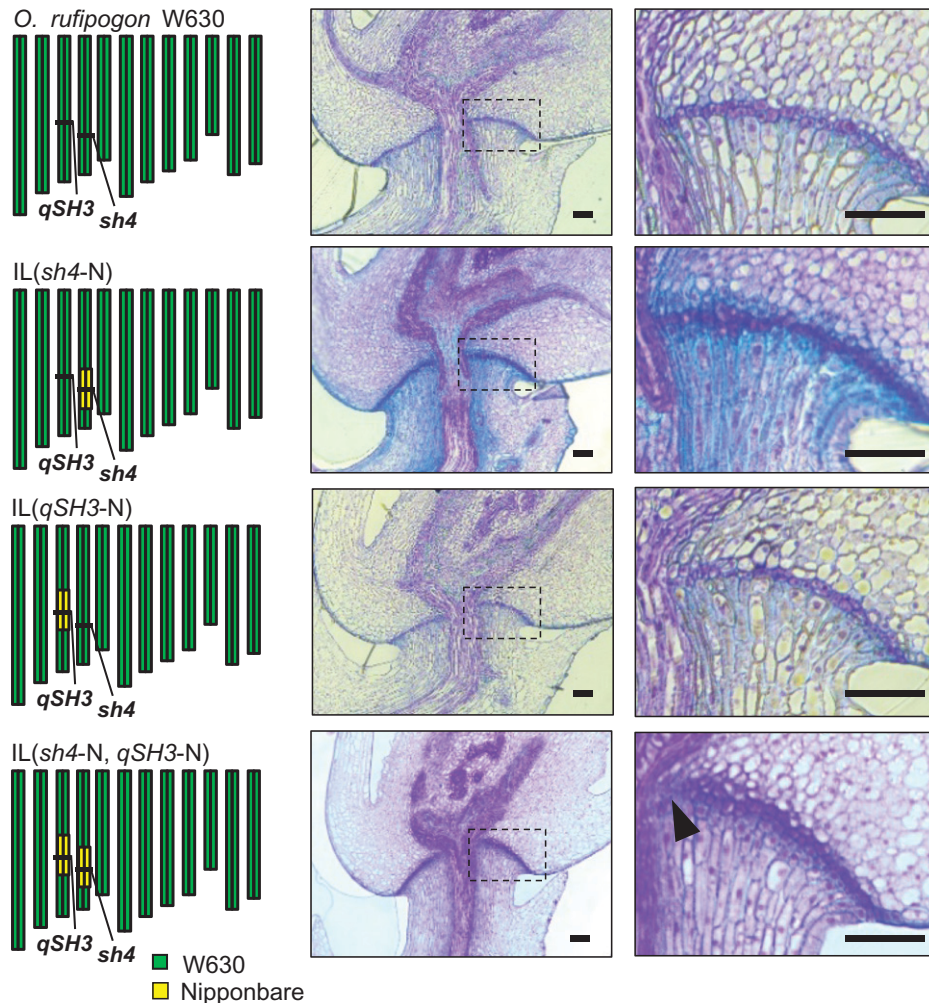 O. rufipogon W630
qSH3
sh4
IL(sh4-N)
qSH3
sh4
IL(qSH3-N)
qSH3
sh4
IL(sh4-N, qSH3-N)
qSH3
sh4
W630
Nipponbare